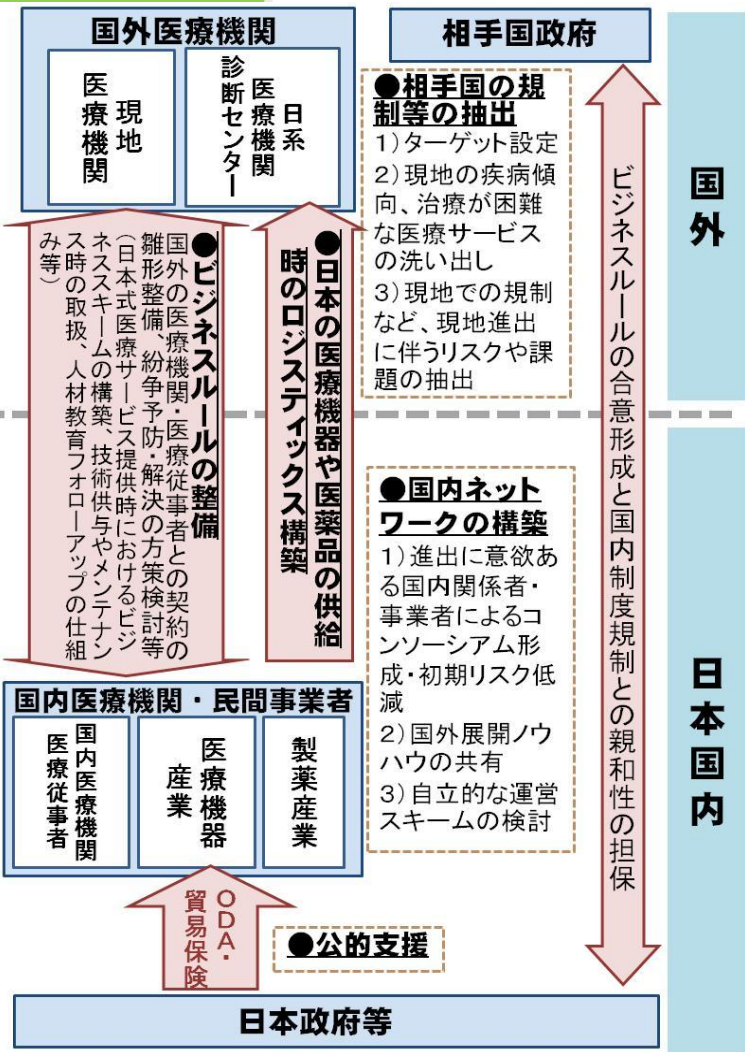 国外医療機関
現地
医療機関
日系
医療機関
診断センター
相手国政府
●相手国の規
制等の抽出
1)ターゲット設定
2)現地の疾病傾
向、治療が困難
な医療サービス
の洗い出し
3)現地での規制
など、現地進出
に伴うリスクや課
題の抽出
国外
●ビジネスルールの整備
国外の医療機関・医療従事者との契約の
雛形整備、紛争予防・解決の方策検討等
(日本式医療サービス提供時におけるビジ
ネススキームの構築、技術供与やメンテナン
ス時の取扱、人材教育フォローアップの仕組
み等)
●日本の医療機器や医薬品の供給
時のロジスティックス構築
ビジネスルールの合意形成と国内制度規制との親和性の担保
●国内ネット
ワークの構築
1)進出に意欲あ
る国内関係者・
事業者によるコ
ンソーシアム形
成・初期リスク低
減
2)国外展開ノウ
ハウの共有
3)自立的な運営
スキームの検討
日本国内
国内医療機関・民間事業者
国内医療機関
医療従事者
医療機器
産業
製薬産業
ODA・
貿易保険
●公的支援
日本政府等